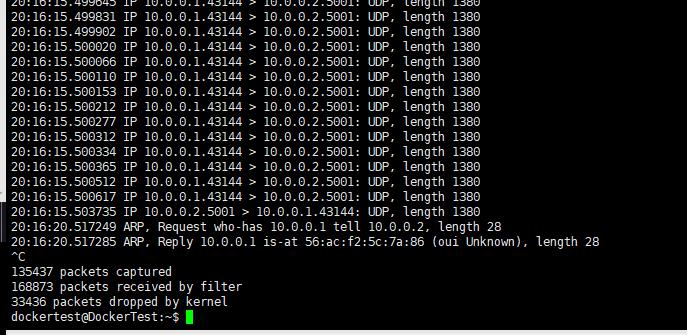 20:16:15.499645 IP 10.0.0.1.43144 > 10.0.0.2.5001: UDP, length 1380
20:16:15.499831 IP 10.0.0.1.43144 > 10.0.0.2.5001: UDP, length 1380
20:16:15.499902 IP 10.0.0.1.43144 > 10.0.0.2.5001: UDP, length 1380
20:16:15.500020 IP 10.0.0.1.43144 > 10.0.0.2.5001: UDP, length 1380
20:16:15.500066 IP 10.0.0.1.43144 > 10.0.0.2.5001: UDP, length 1380
20:16:15.500110 IP 10.0.0.1.43144 > 10.0.0.2.5001: UDP, length 1380
20:16:15.500153 IP 10.0.0.1.43144 > 10.0.0.2.5001: UDP, length 1380
20:16:15.500212 IP 10.0.0.1.43144 > 10.0.0.2.5001: UDP, length 1380
20:16:15.500277 IP 10.0.0.1.43144 > 10.0.0.2.5001: UDP, length 1380
20:16:15.500312 IP 10.0.0.1.43144 > 10.0.0.2.5001: UDP, length 1380
20:16:15.500334 IP 10.0.0.1.43144 > 10.0.0.2.5001: UDP, length 1380
20:16:15.500365 IP 10.0.0.1.43144 > 10.0.0.2.5001: UDP, length 1380
20:16:15.500512 IP 10.0.0.1.43144 > 10.0.0.2.5001: UDP, length 1380
20:16:15.500617 IP 10.0.0.1.43144 > 10.0.0.2.5001: UDP, length 1380
20:16:15.503735 IP 10.0.0.2.5001 > 10.0.0.1.43144: UDP, length 1380
20:16:20.517249 ARP, Request who-has 10.0.0.1 tell 10.0.0.2, length 28
20:16:20.517285 ARP, Reply 10.0.0.1 is-at 56:ac:f2:5c:7a:86 (oui Unknown), length 28
^C
135437 packets captured
168873 packets received by filter
33436 packets dropped by kernel
dockertest@DockerTest:~$